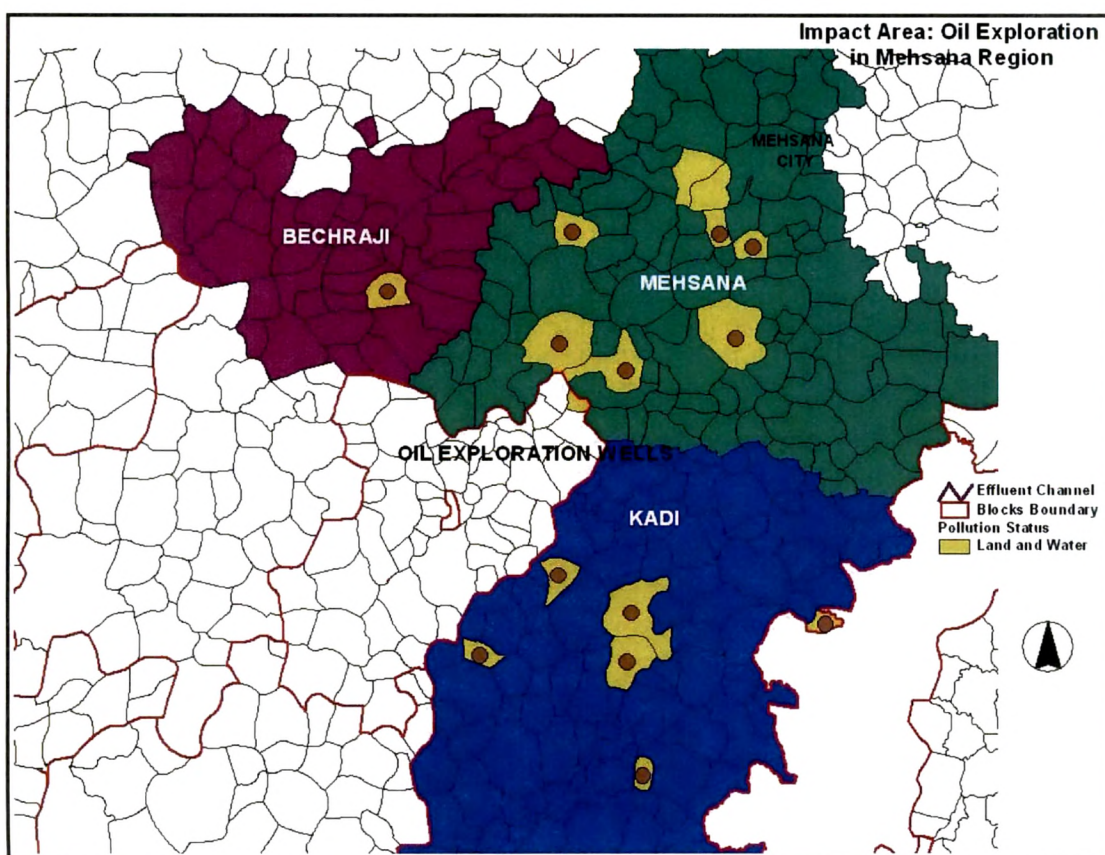 Impact Area: Oil Exploration
in Mehsana Region
MEHSANA
CITY
BECHRAJI
MEHSANA
OIL EXPLORATION WELLS
KADI
Effluent Channel
Blocks Boundary
Pollution Status
Land and Water